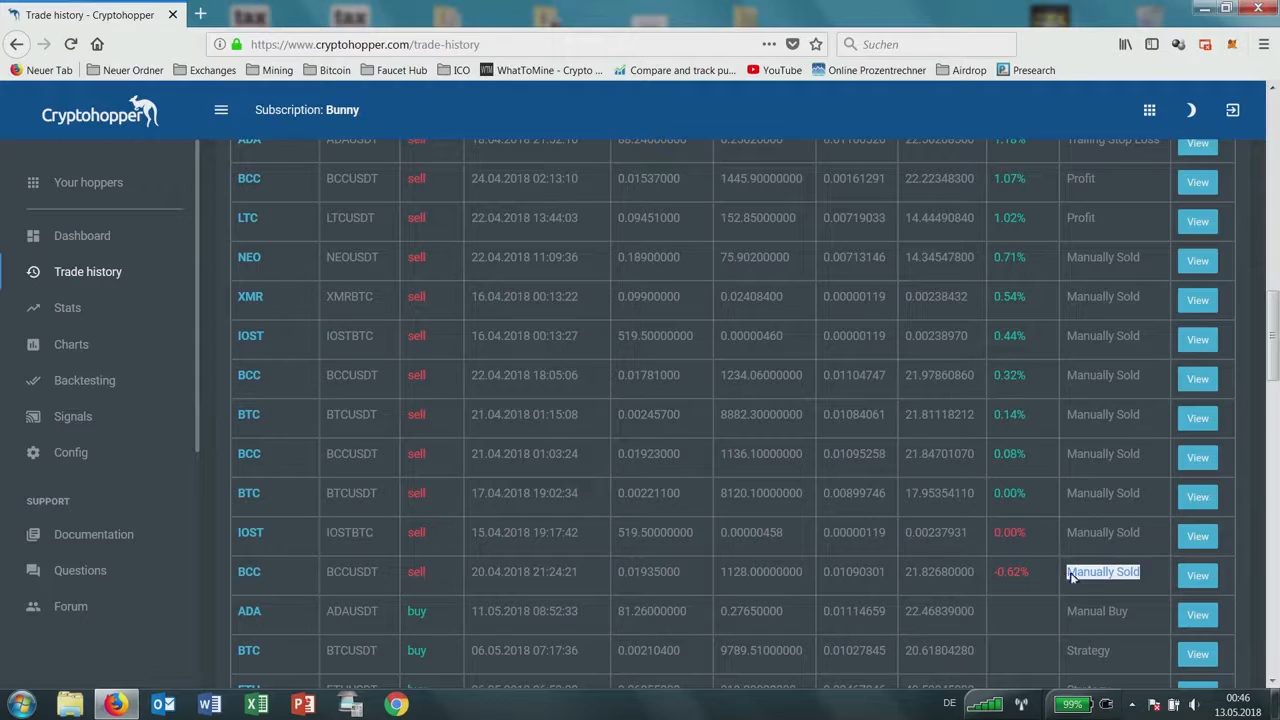 Trade history - Cryptohopper
https://www.cryptohopper.com/trade-history
Suchen
Neuer Tab
Neuer Ordner
Exchanges
Mining
Bitcoin
Faucet Hub
ICO
WhatToMine - Crypto ...
Compare and track pu...
YouTube
Online Prozentrechner
Airdrop
Presearch
Cryptohopper
Subscription: Bunny
Your hoppers
Dashboard
Trade history
Stats
Charts
Backtesting
Signals
Config
SUPPORT
Documentation
Questions
Forum
ADA ADAUSDT sell 1.18% Trailing Stop Loss View
BCC BCCUSDT sell 24.04.2018 02:13:10 0.01537000 1445.90000000 0.00161291 22.22348300 1.07% Profit View
LTC LTCUSDT sell 22.04.2018 13:44:03 0.09451000 152.85000000 0.00719033 14.44490840 1.02% Profit View
NEO NEOUSDT sell 22.04.2018 11:09:36 0.18900000 75.90200000 0.00713146 14.34547800 0.71% Manually Sold View
XMR XMRBTC sell 16.04.2018 00:13:22 0.09900000 0.02408400 0.00000119 0.00238432 0.54% Manually Sold View
IOST IOSTBTC sell 16.04.2018 00:13:27 519.50000000 0.00000460 0.00000119 0.00238970 0.44% Manually Sold View
BCC BCCUSDT sell 22.04.2018 18:05:06 0.01781000 1234.06000000 0.01104747 21.97860860 0.32% Manually Sold View
BTC BTCUSDT sell 21.04.2018 01:15:08 0.00245700 8882.30000000 0.01084061 21.81118212 0.14% Manually Sold View
BCC BCCUSDT sell 21.04.2018 01:03:24 0.01923000 1136.10000000 0.01095258 21.84701070 0.08% Manually Sold View
BTC BTCUSDT sell 17.04.2018 19:02:34 0.00221100 8120.10000000 0.00899746 17.95354110 0.00% Manually Sold View
IOST IOSTBTC sell 15.04.2018 19:17:42 519.50000000 0.00000458 0.00000119 0.00237931 0.00% Manually Sold View
BCC BCCUSDT sell 20.04.2018 21:24:21 0.01935000 1128.00000000 0.01090301 21.82680000 -0.62% Manually Sold View
ADA ADAUSDT buy 11.05.2018 08:52:33 81.26000000 0.27650000 0.01114659 22.46839000 Manual Buy View
BTC BTCUSDT buy 06.05.2018 07:17:36 0.00210400 9789.51000000 0.01027845 20.61804280 Strategy View
DE
99%
00:46
13.05.2018